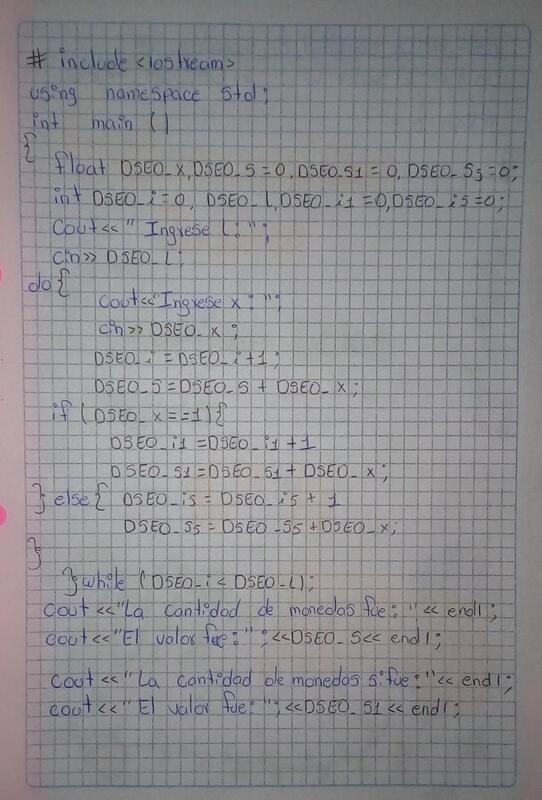 # include <iostream>
using namespace std;
int main ()
{
float DSEO_x, DSEO_S = 0, DSEO_S1 = 0, DSEO_S5 = 0;
int DSEO_i=0, DSEO_L, DSEO_i1 =0, DSEO_i5 =0;
Cout<<" Ingrese L: ";
cin>> DSEO_L;
do{
cout<<"Ingrese x : ";
cin >> DSEO_x ;
DSEO_i = DSEO_i+1;
DSEO_S = DSEO_S + DSEO_x;
if (DSEO_x ==1){
DSEO_i1 =DSEO_i1 +1
DSEO_S1 = DSEO_S1 + DSEO_x;
} else{ DSEO_i5 = DSEO_i5 + 1
DSEO_S5 = DSEO_S5 +DSEO_x;
}
} while (DSEO_i < DSEO_L);
cout <<"La cantidad de monedas fue: "<< endl;
cout <<"El valor fue: " ;<<DSEO_S<< endl;
cout <<"La cantidad de monedas 5 fue :"<< endl;
cout <<" El valor fue: ";<<DSEO_S1 << endl;